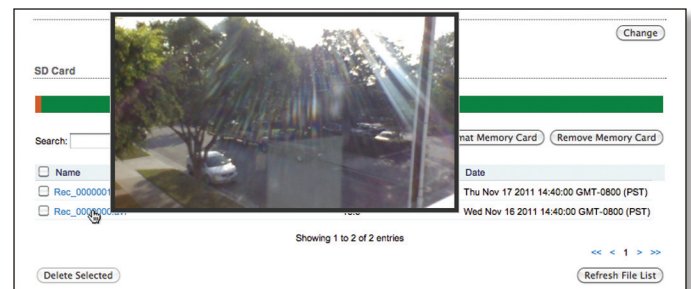 Change
SD Card
Search:
mat Memory Card Remove Memory Card
Name Date
Rec_0000001 Thu Nov 17 2011 14:40:00 GMT-0800 (PST)
Rec_0000000.avi Wed Nov 16 2011 14:40:00 GMT-0800 (PST)
Showing 1 to 2 of 2 entries
<< < 1 > >>
Delete Selected Refresh File List